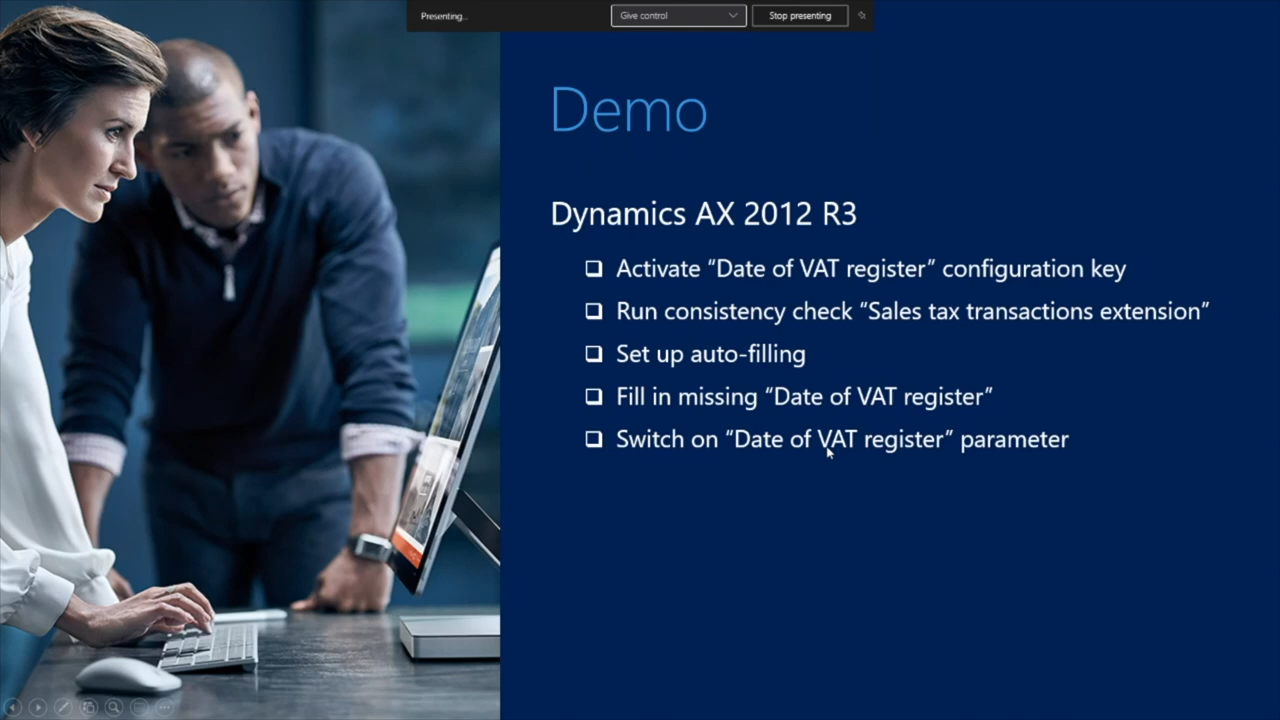 Presenting...
Give control
Stop presenting
Demo
Dynamics AX 2012 R3
Activate “Date of VAT register” configuration key
Run consistency check “Sales tax transactions extension”
Set up auto-filling
Fill in missing “Date of VAT register”
Switch on “Date of VAT register” parameter